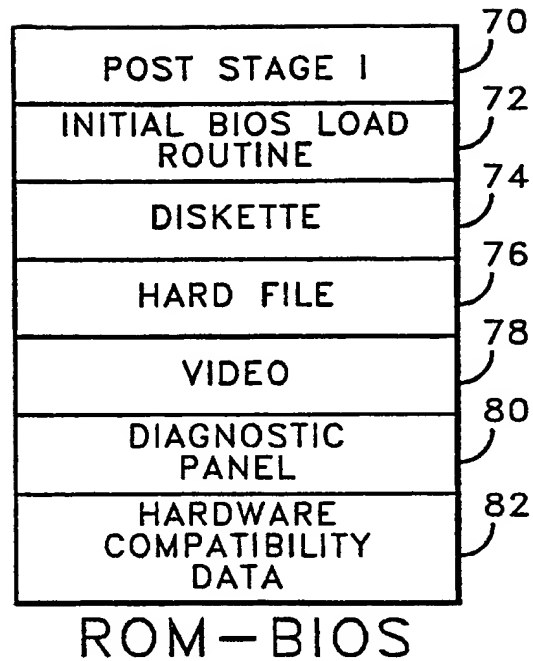 70
POST STAGE I
72
INITIAL BIOS LOAD
ROUTINE
74
DISKETTE
76
HARD FILE
78
VIDEO
80
DIAGNOSTIC
PANEL
82
HARDWARE
COMPATIBILITY
DATA
ROM-BIOS